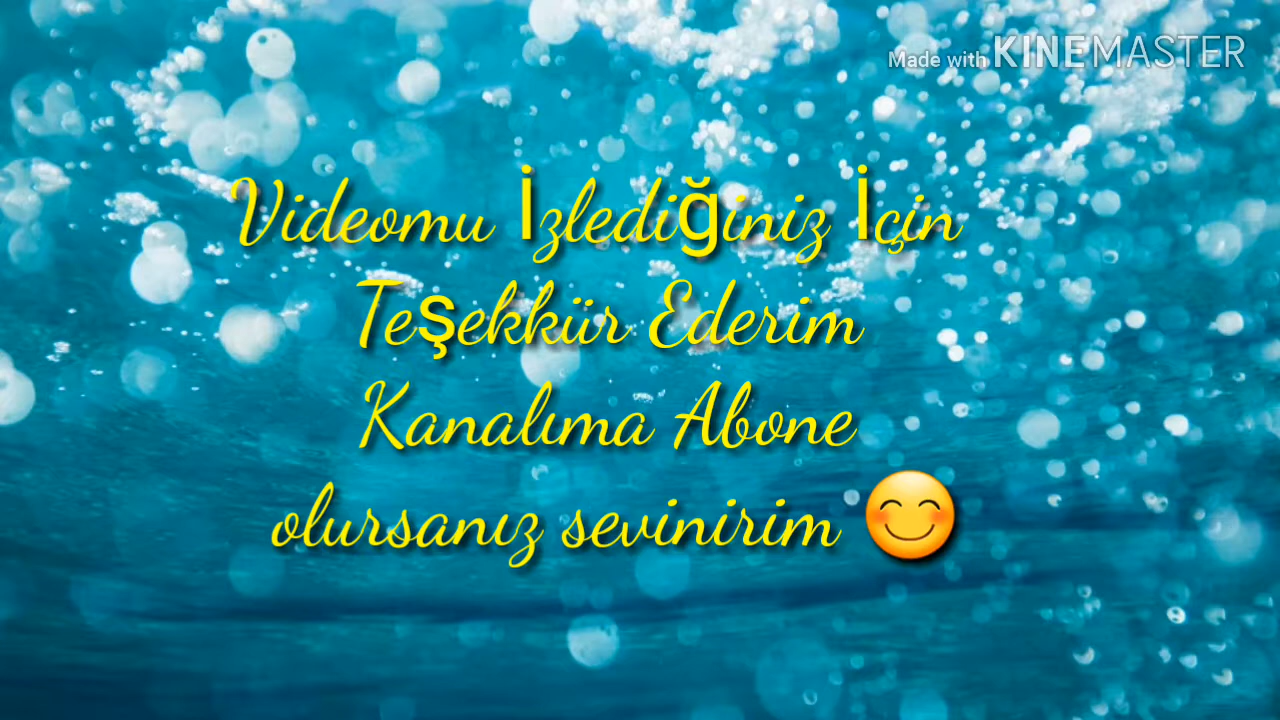 Made with KINEMASTER
Videomu İzlediğiniz İçin
Teşekkür Ederim
Kanalıma Abone
olursanız sevinirim 😊